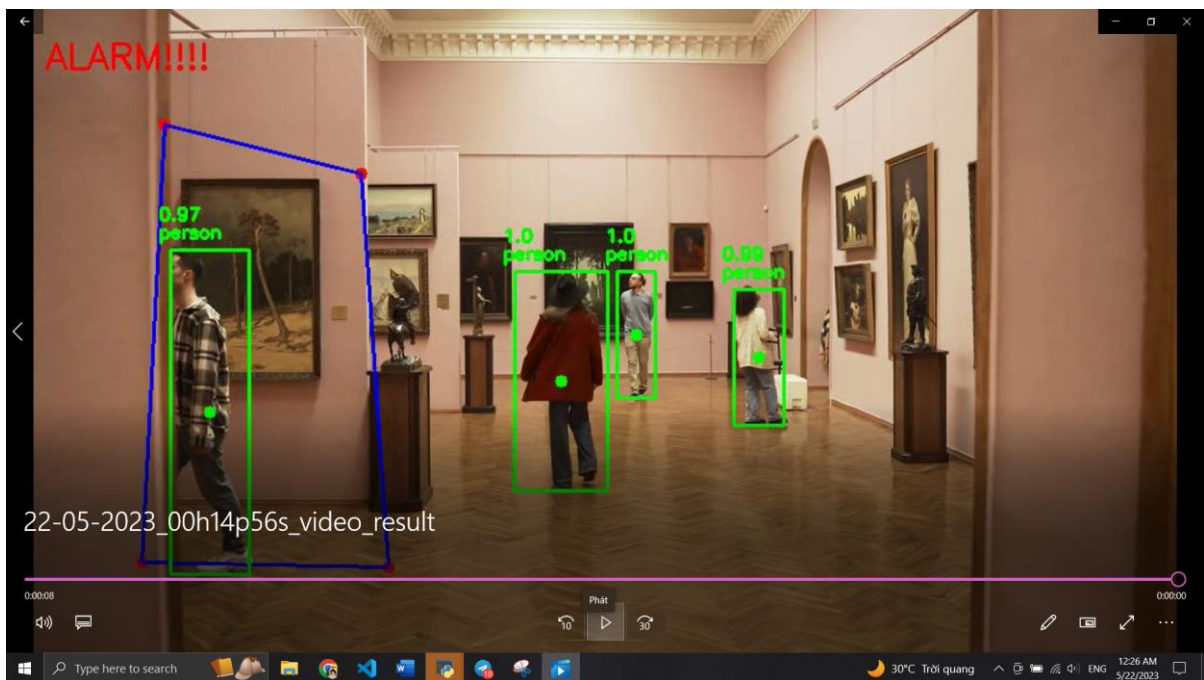 ALARM!!!!
0.97
person
1.0
person
1.0
person
0.99
person
22-05-2023_00h14p56s_video_result
0:00:08
0:00:00
Phát
10
30
Type here to search
30°C Trời quang
ENG
12:26 AM
5/22/2023